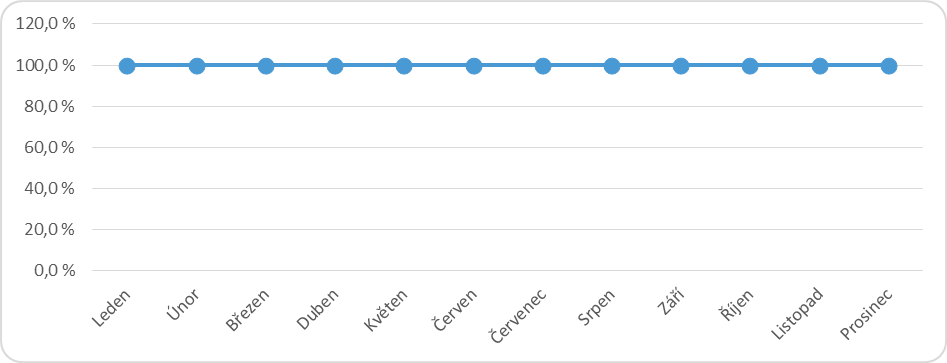 120,0 %
100,0 %
80,0 %
60,0 %
40,0 %
20,0 %
0,0 %
Leden
Únor
Březen
Duben
Květen
Červen
Červenec
Srpen
Září
Říjen
Listopad
Prosinec